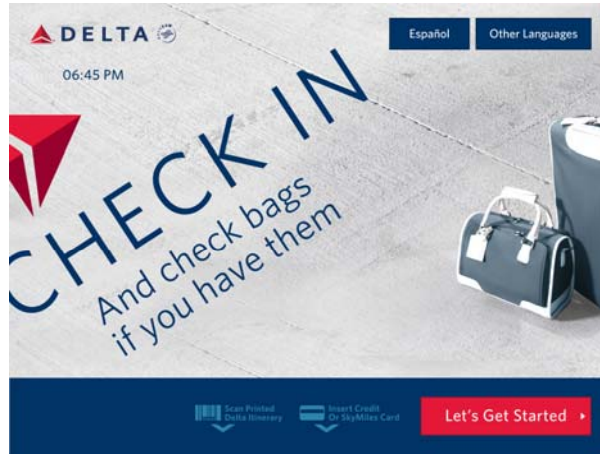 DELTA
Español
Other Languages
06:45 PM
CHECK IN
And check bags
if you have them
Scan Printed
Delta Itinerary
Insert Credit
Or SkyMiles Card
Let's Get Started